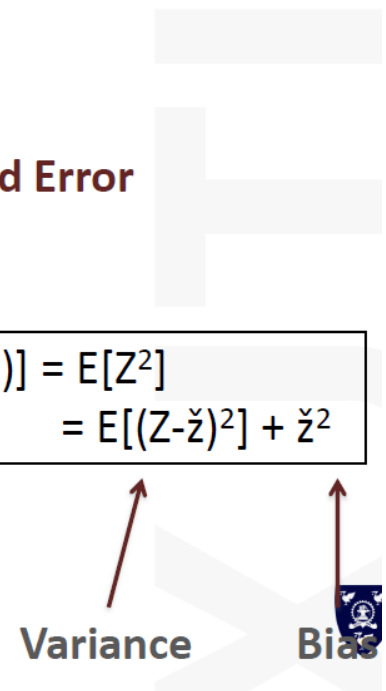 d Error
)] = E[Z²]
= E[(Z-ž)²] + ž²
Variance Bias